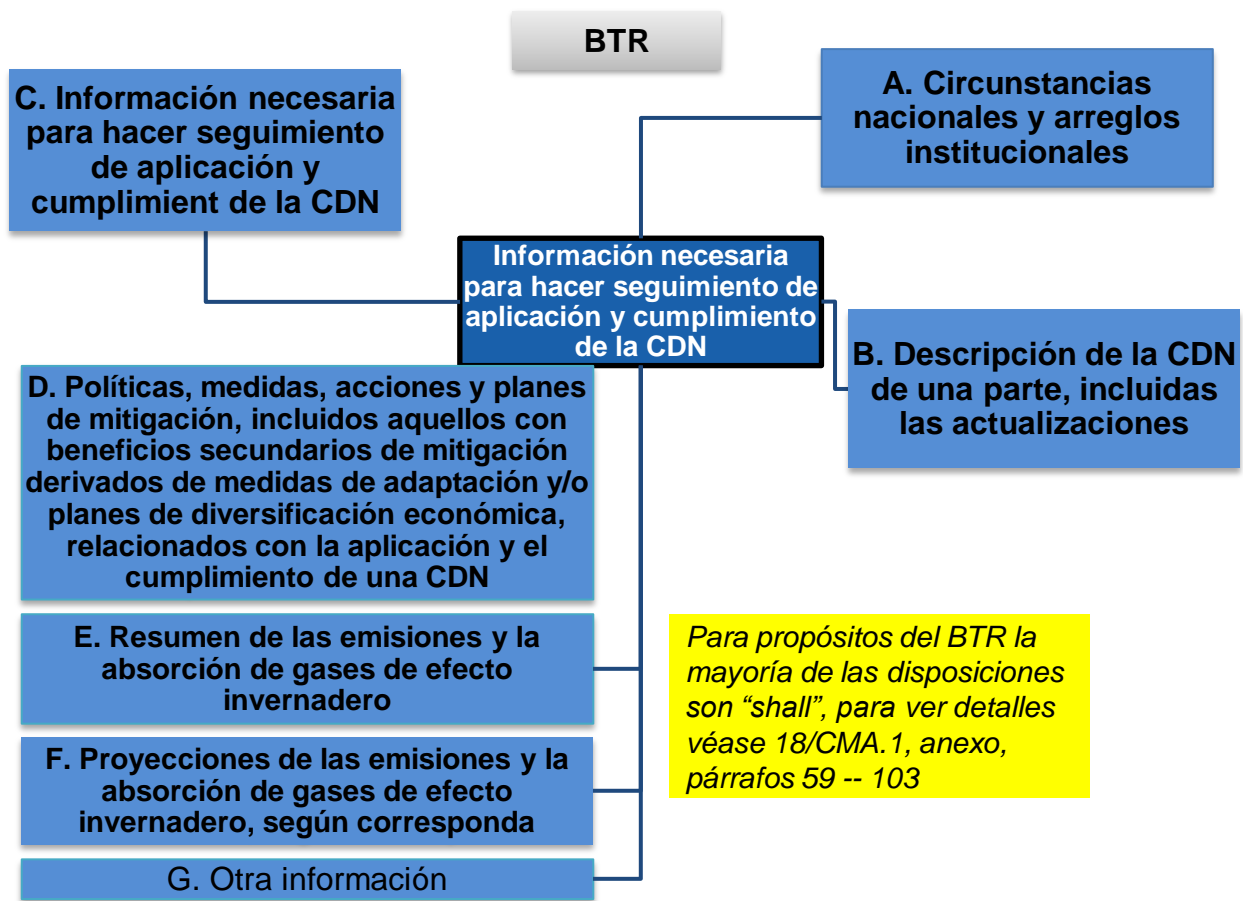 BTR
C. Información necesaria
para hacer seguimiento
de aplicación y
cumplimient de la CDN
A. Circunstancias
nacionales y arreglos
institucionales
Información necesaria
para hacer seguimiento de
aplicación y cumplimiento
de la CDN
B. Descripción de la CDN
de una parte, incluidas
las actualizaciones
D. Políticas, medidas, acciones y planes
de mitigación, incluidos aquellos con
beneficios secundarios de mitigación
derivados de medidas de adaptación y/o
planes de diversificación económica,
relacionados con la aplicación y el
cumplimiento de una CDN
E. Resumen de las emisiones y la
absorción de gases de efecto
invernadero
Para propósitos del BTR la
mayoría de las disposiciones
son “shall”, para ver detalles
véase 18/CMA.1, anexo,
párrafos 59 -- 103
F. Proyecciones de las emisiones y la
absorción de gases de efecto
invernadero, según corresponda
G. Otra información